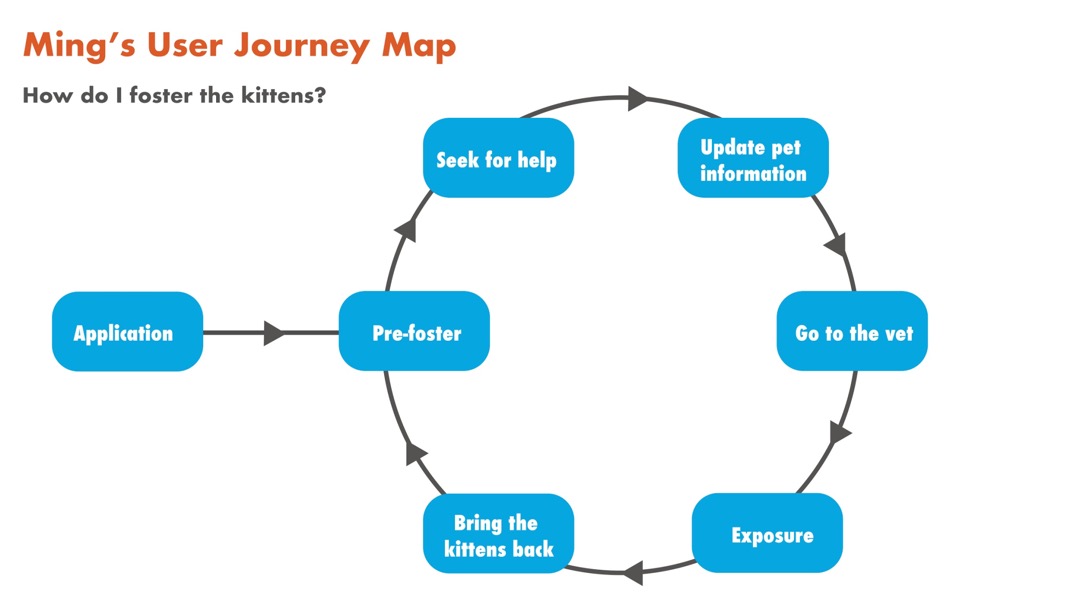 Ming’s User Journey Map
How do I foster the kittens?
Seek for help
Update pet
information
Application
Pre-foster
Go to the vet
Bring the
kittens back
Exposure